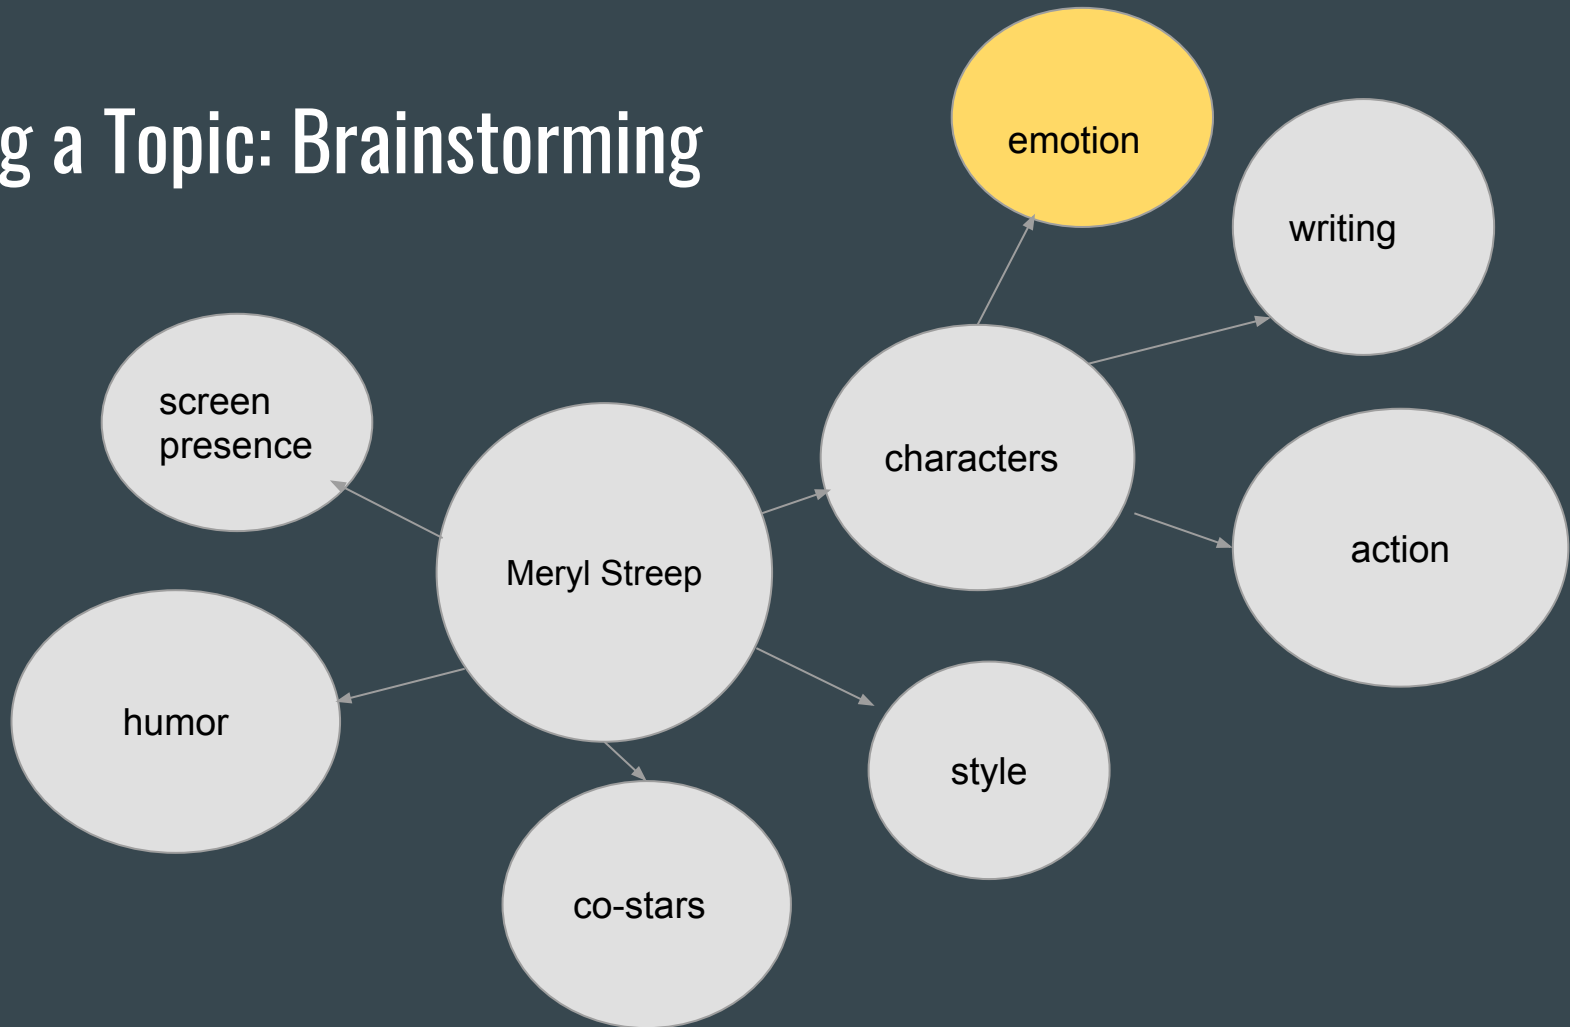 g a Topic: Brainstorming
emotion
writing
screen
presence
characters
Meryl Streep
action
humor
style
co-stars